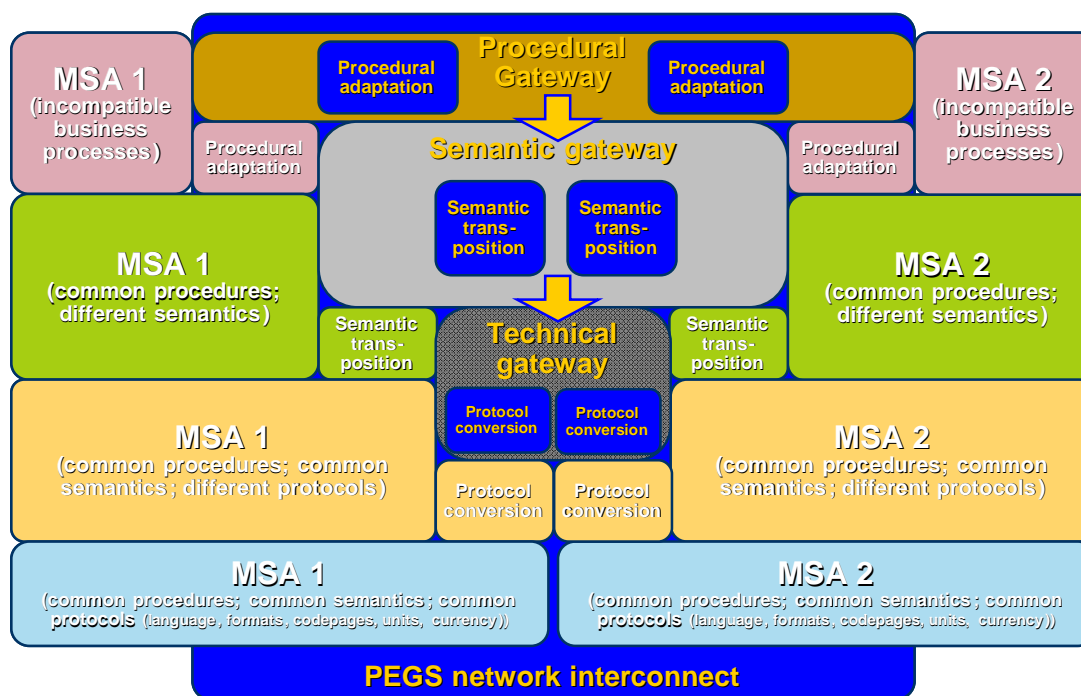 MSA 1
(incompatible
business
processes)
Procedural
adaptation
Procedural
Gateway
Procedural
adaptation
MSA 2
(incompatible
business
processes)
Procedural
adaptation
Semantic gateway
Procedural
adaptation
Semantic
trans-
position
Semantic
trans-
position
MSA 1
(common procedures;
different semantics)
MSA 2
(common procedures;
different semantics)
Semantic
trans-
position
Technical
gateway
Semantic
trans-
position
Protocol
conversion
Protocol
conversion
MSA 1
(common procedures; common
semantics; different protocols)
MSA 2
(common procedures; common
semantics; different protocols)
Protocol
conversion
Protocol
conversion
MSA 1
(common procedures; common semantics; common
protocols (language, formats, codepages, units, currency))
MSA 2
(common procedures; common semantics; common
protocols (language, formats, codepages, units, currency))
PEGS network interconnect